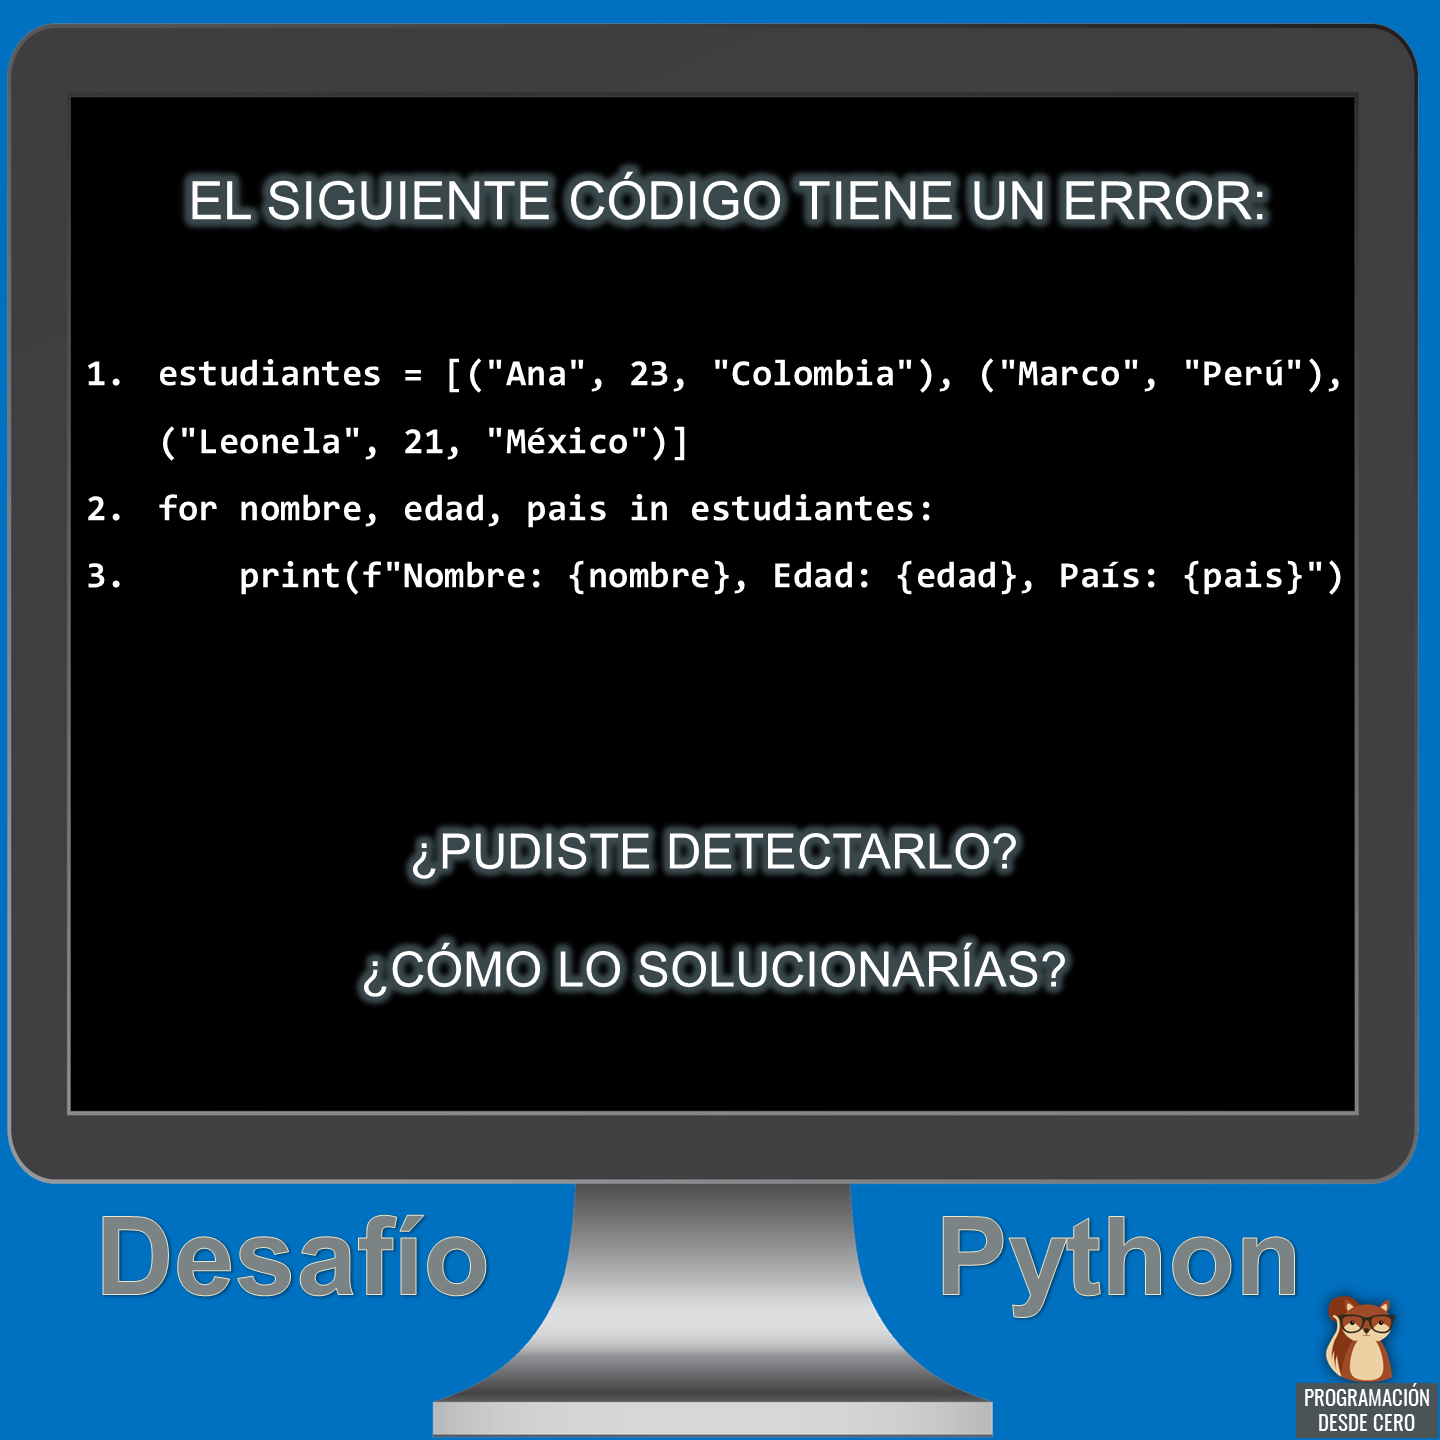 EL SIGUIENTE CÓDIGO TIENE UN ERROR:
1. estudiantes = [("Ana", 23, "Colombia"), ("Marco", "Perú"),
("Leonela", 21, "México")]
2. for nombre, edad, pais in estudiantes:
3. print(f"Nombre: {nombre}, Edad: {edad}, País: {pais}")
¿PUDISTE DETECTARLO?
¿CÓMO LO SOLUCIONARÍAS?
Desafío Python
PROGRAMACIÓN
DESDE CERO